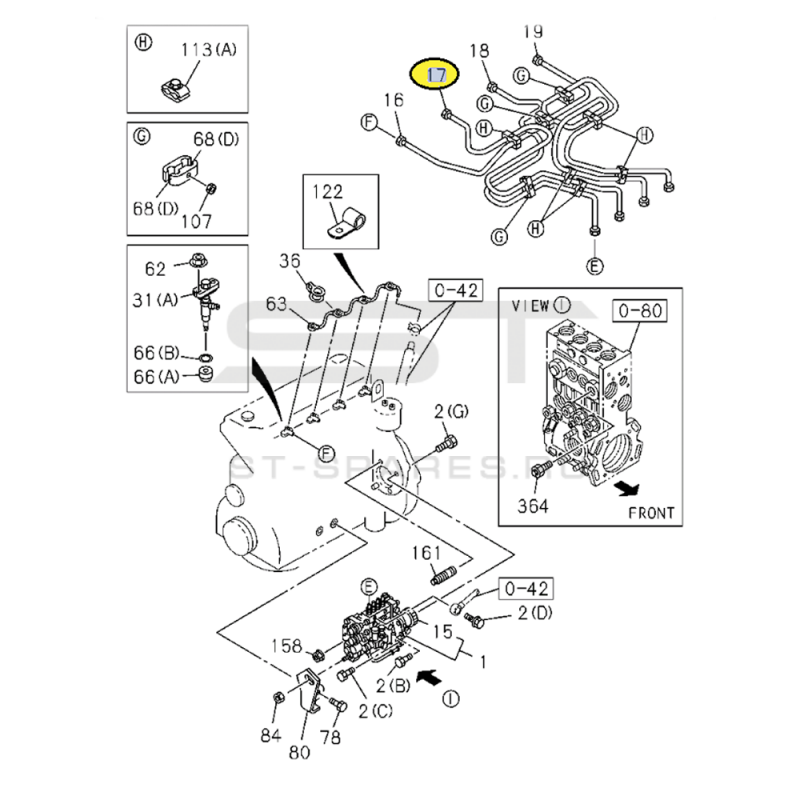 H
113(A)
G
68(D)
68(D)
107
62
31(A)
66(B)
66(A)
122
36
63
0-42
19
18
17
16
F
G
G
H
H
G
H
E
VIEW I
0-80
364
FRONT
2(G)
F
ST
ST-SPARES.RU
161
0-42
E
2(D)
15
1
158
2(B)
I
2(C)
84
80
78